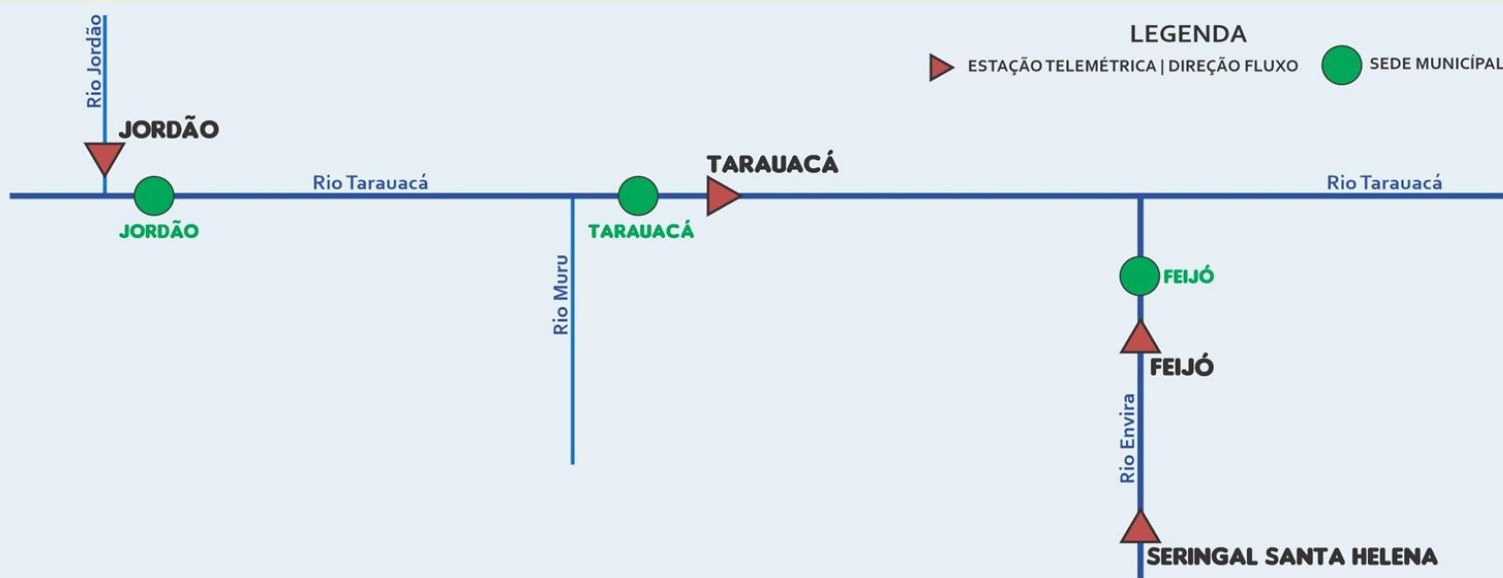 LEGENDA
ESTAÇÃO TELEMÉTRICA | DIREÇÃO FLUXO
SEDE MUNICÍPAL
Rio Jordão
JORDÃO
JORDÃO
Rio Tarauacá
TARAUACÁ
TARAUACÁ
Rio Muru
Rio Tarauacá
FEIJÓ
FEIJÓ
Rio Envira
SERINGAL SANTA HELENA